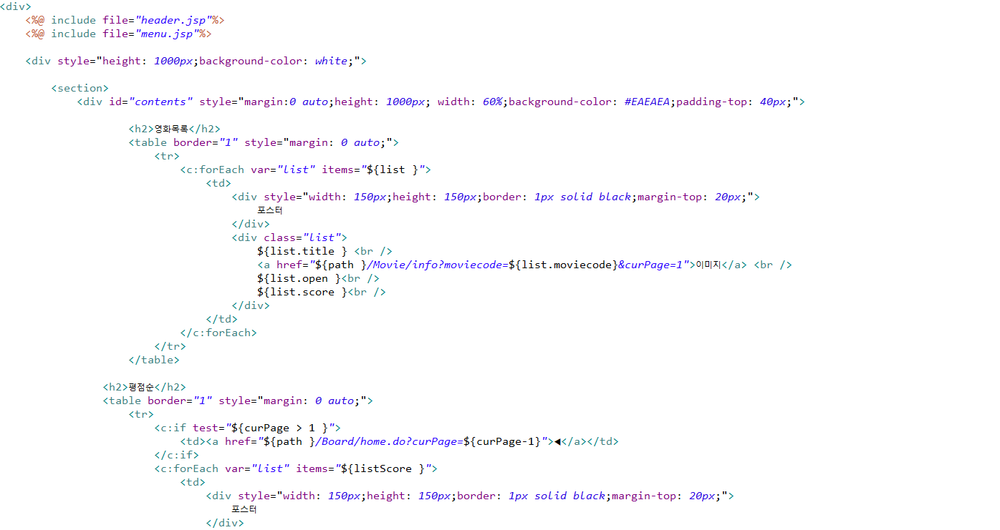 <div>
<%@ include file="header.jsp"%>
<%@ include file="menu.jsp"%>
<div style="height: 1000px;background-color: white;">
<section>
<div id="contents" style="margin:0 auto;height: 1000px; width: 60%;background-color: #EAEAEA;padding-top: 40px;">
<h2>영화목록</h2>
<table border="1" style="margin: 0 auto;">
<tr>
<c:forEach var="list" items="${list }">
<td>
<div style="width: 150px;height: 150px;border: 1px solid black;margin-top: 20px;">
포스터
</div>
<div class="list">
${list.title } <br />
<a href="${path }/Movie/info?moviecode=${list.moviecode}&curPage=1">이미지</a> <br />
${list.open }<br />
${list.score }<br />
</div>
</td>
</c:forEach>
</tr>
</table>
<h2>평점순</h2>
<table border="1" style="margin: 0 auto;">
<tr>
<c:if test="${curPage > 1 }">
<td><a href="${path }/Board/home.do?curPage=${curPage-1}">◀</a></td>
</c:if>
<c:forEach var="list" items="${listScore }">
<td>
<div style="width: 150px;height: 150px;border: 1px solid black;margin-top: 20px;">
포스터
</div>